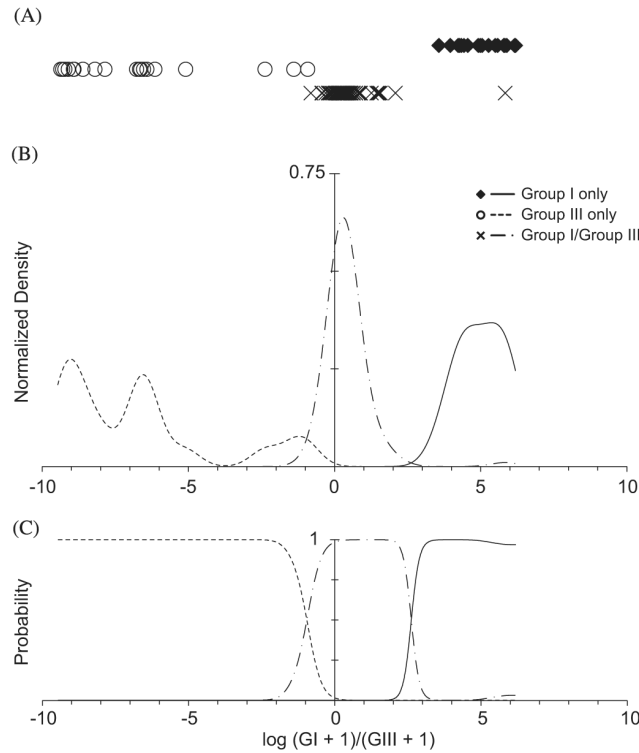 (A)
(B)
0.75
Group I only
Group III only
Group I/Group III
Normalized Density
-10 -5 0 5 10
(C)
1
Probability
-10 -5 0 5 10
log (GI + 1)/(GIII + 1)